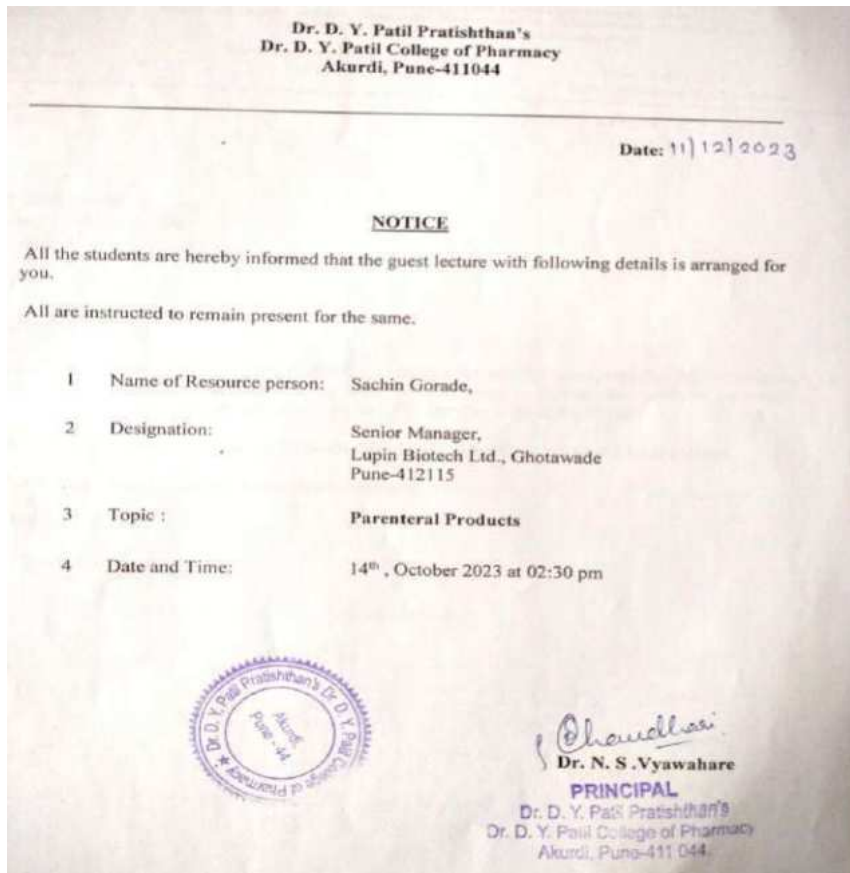 Dr. D. Y. Patil Pratishthan's
Dr. D. Y. Patil College of Pharmacy
Akurdi, Pune-411044
Date: 11/12/2023
NOTICE
All the students are hereby informed that the guest lecture with following details is arranged for
you.
All are instructed to remain present for the same.
1 Name of Resource person: Sachin Gorade,
2 Designation: Senior Manager,
Lupin Biotech Ltd., Ghotawade
Pune-412115
3 Topic : Parenteral Products
4 Date and Time: 14th , October 2023 at 02:30 pm
★ Dr. D. Y. Patil Pratishthan's Dr. D. Y. Patil College of Pharmacy
Akurdi,
Pune - 44
Chaudhari
Dr. N. S .Vyawahare
PRINCIPAL
Dr. D. Y. Patil Pratishthan's
Dr. D. Y. Patil College of Pharmacy
Akurdi, Pune-411 044.